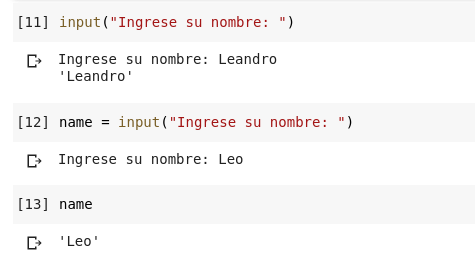 [11] input("Ingrese su nombre: ")
Ingrese su nombre: Leandro
'Leandro'
[12] name = input("Ingrese su nombre: ")
Ingrese su nombre: Leo
[13] name
'Leo'